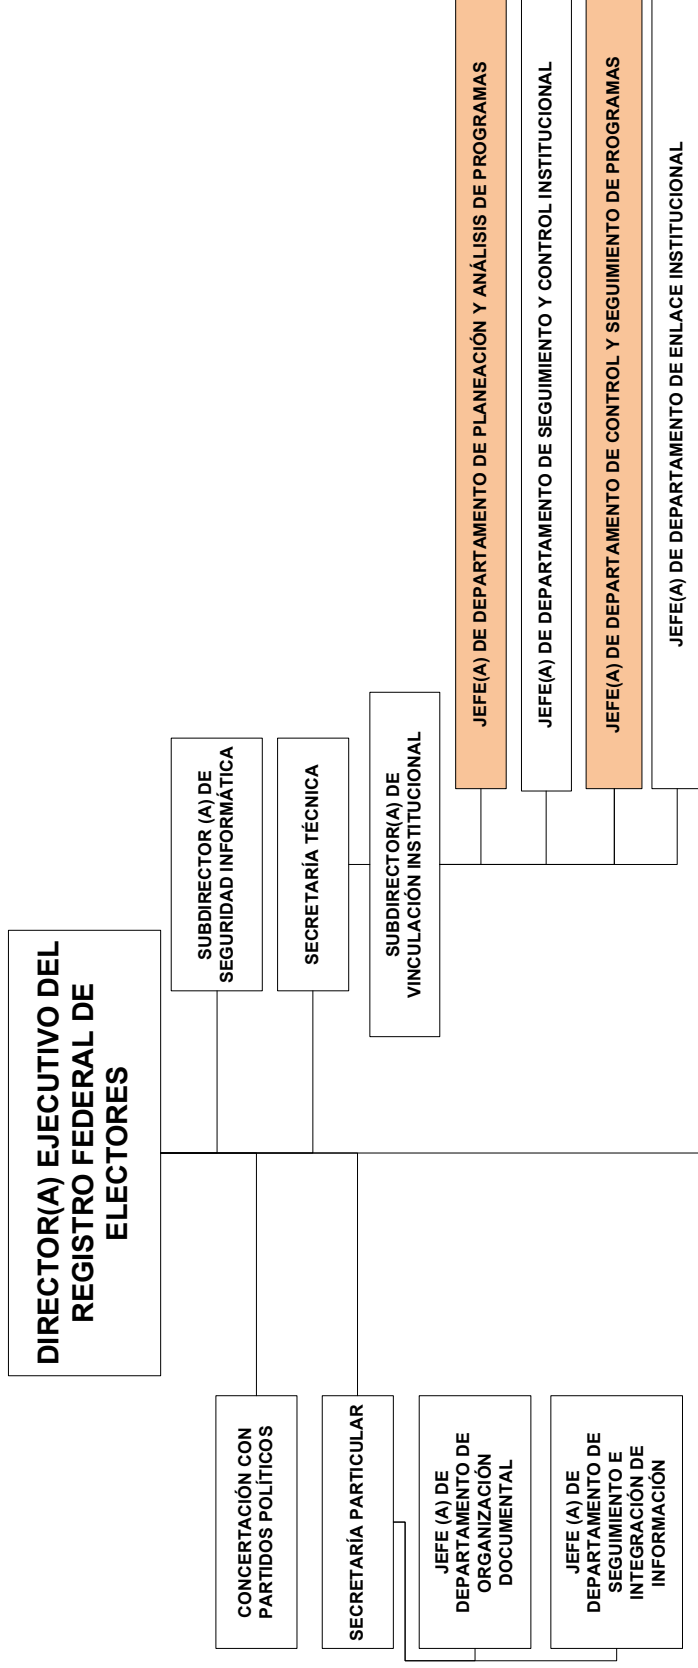 DIRECTOR(A) EJECUTIVO DEL
REGISTRO FEDERAL DE
ELECTORES
CONCERTACIÓN CON
PARTIDOS POLÍTICOS
SECRETARÍA PARTICULAR
JEFE (A) DE
DEPARTAMENTO DE
ORGANIZACIÓN
DOCUMENTAL
JEFE (A) DE
DEPARTAMENTO DE
SEGUIMIENTO E
INTEGRACIÓN DE
INFORMACIÓN
SUBDIRECTOR (A) DE
SEGURIDAD INFORMÁTICA
SECRETARÍA TÉCNICA
SUBDIRECTOR(A) DE
VINCULACIÓN INSTITUCIONAL
JEFE(A) DE DEPARTAMENTO DE PLANEACIÓN Y ANÁLISIS DE PROGRAMAS
JEFE(A) DE DEPARTAMENTO DE SEGUIMIENTO Y CONTROL INSTITUCIONAL
JEFE(A) DE DEPARTAMENTO DE CONTROL Y SEGUIMIENTO DE PROGRAMAS
JEFE(A) DE DEPARTAMENTO DE ENLACE INSTITUCIONAL